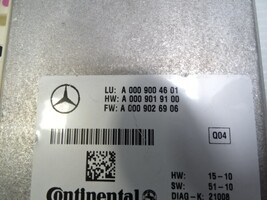 LU: A 000 900 46 01
HW: A 000 901 91 00
FW: A 000 902 69 06
Q04
HW: 15-10
SW: 51-10
Continental
DIAG-K: 21008